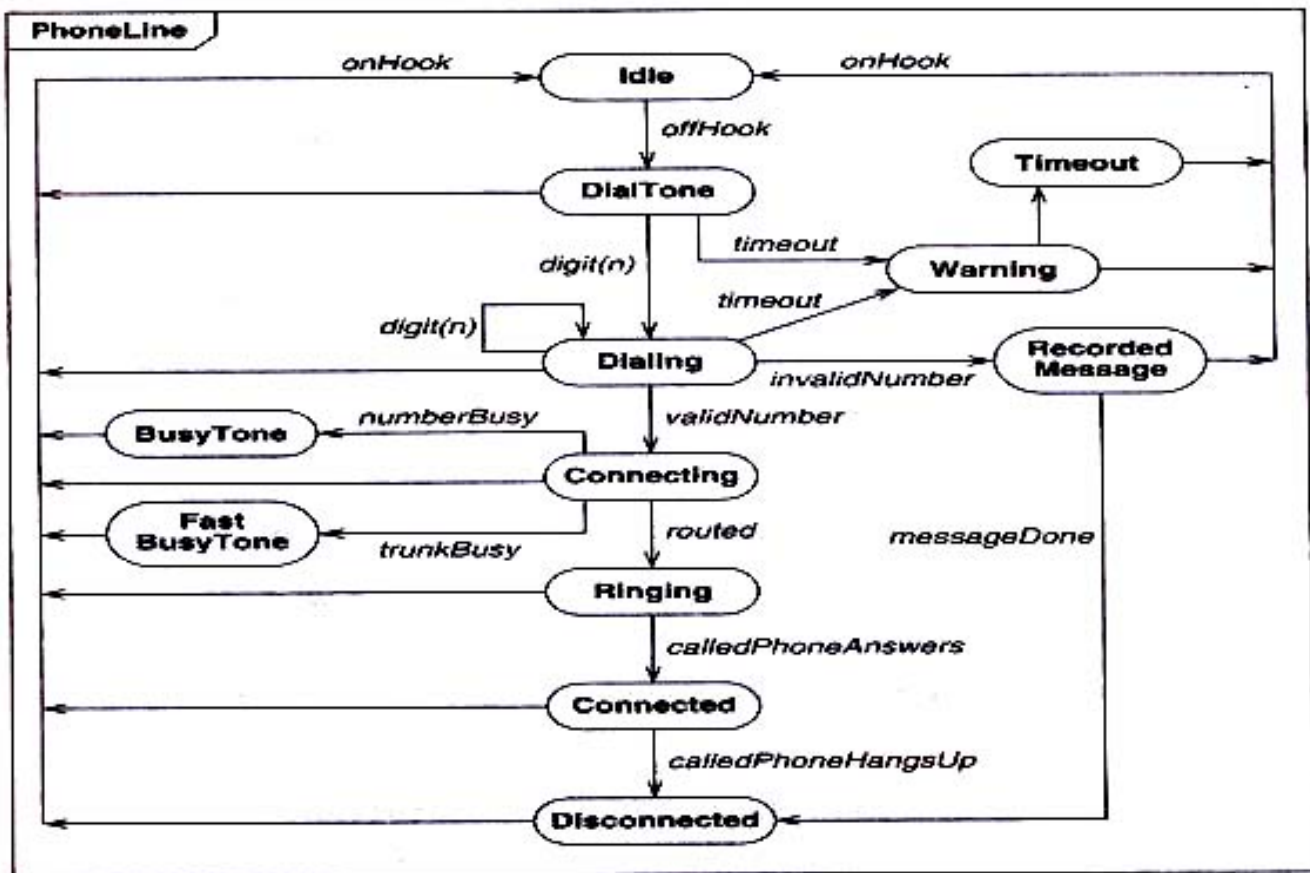 PhoneLine
onHook
Idle
onHook
offHook
Timeout
DialTone
timeout
digit(n)
Warning
timeout
digit(n)
Dialing
invalidNumber
Recorded
Message
numberBusy
validNumber
BusyTone
Connecting
Fast
BusyTone
trunkBusy
routed
messageDone
Ringing
calledPhoneAnswers
Connected
calledPhoneHangsUp
Disconnected